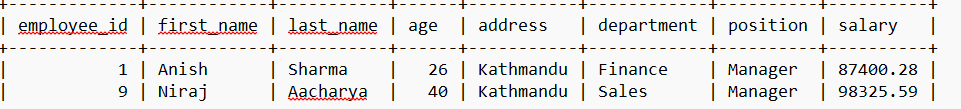 | employee_id | first_name | last_name | age | address | department | position | salary |
| 1 | Anish | Sharma | 26 | Kathmandu | Finance | Manager | 87400.28 |
| 9 | Niraj | Aacharya | 40 | Kathmandu | Sales | Manager | 98325.59 |